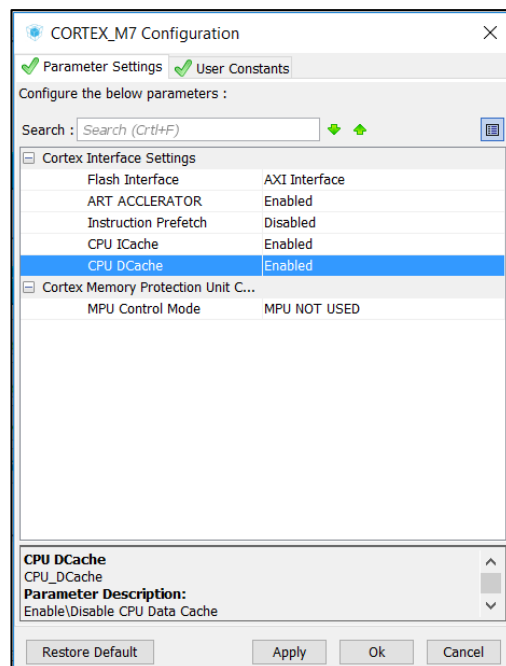 CORTEX_M7 Configuration
Parameter Settings User Constants
Configure the below parameters :
Search : Search (CrtI+F)
Cortex Interface Settings
Flash Interface AXI Interface
ART ACCLERATOR Enabled
Instruction Prefetch Disabled
CPU ICache Enabled
CPU DCache Enabled
Cortex Memory Protection Unit C...
MPU Control Mode MPU NOT USED
CPU DCache
CPU_DCache
Parameter Description:
Enable\Disable CPU Data Cache
Restore Default Apply Ok Cancel